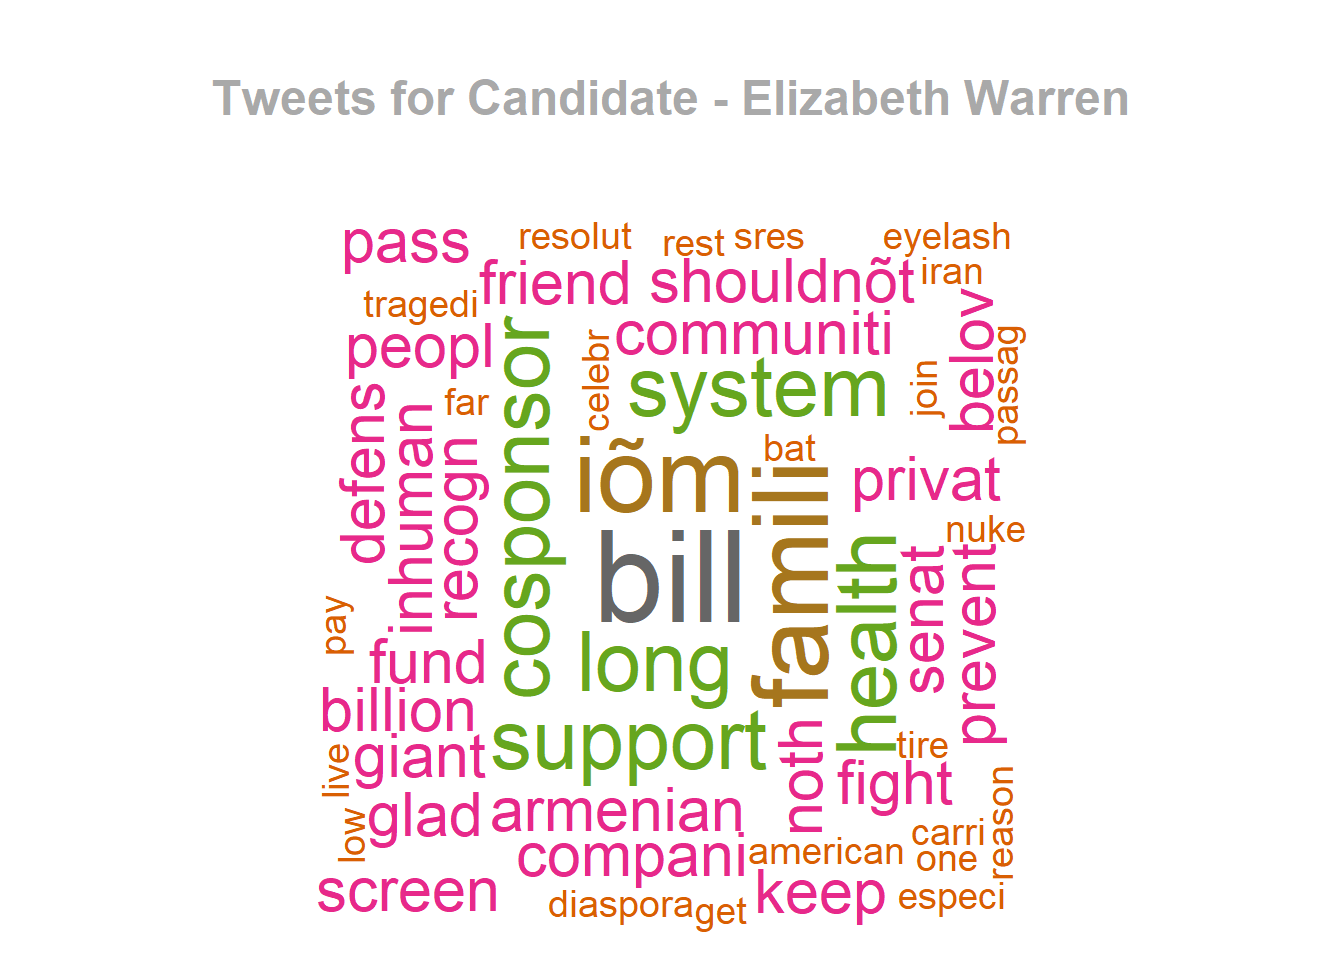 Tweets for Candidate - Elizabeth Warren
pass
resolut
rest
sres
eyelash
friend
shouldnõt
iran
tragedi
communiti
belov
peopl
cosponsor
celebr
system
join
passag
far
defens
inhuman
recogn
iõm
bat
famili
privat
nuke
bill
health
senat
prevent
pay
fund
long
billion
support
noth
tire
live
giant
fight
glad
armenian
low
carri
reason
compani
american
one
screen
diaspora
get
keep
especi